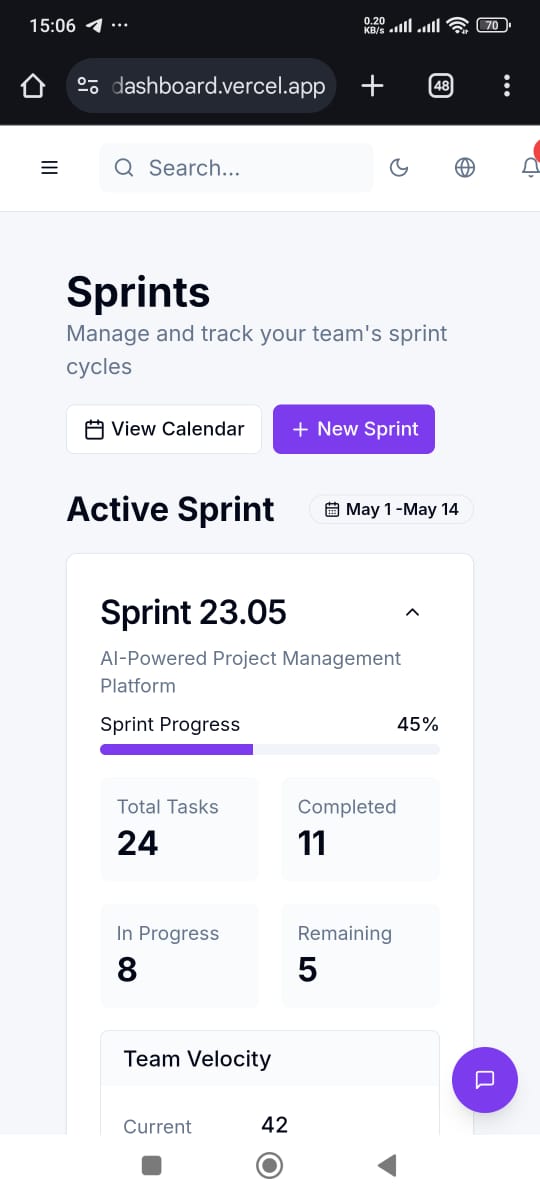 15:06
0.20
KB/s
70
dashboard.vercel.app
48
Search...
Sprints
Manage and track your team's sprint
cycles
View Calendar
New Sprint
Active Sprint
May 1 -May 14
Sprint 23.05
AI-Powered Project Management
Platform
Sprint Progress 45%
Total Tasks
24
Completed
11
In Progress
8
Remaining
5
Team Velocity
Current 42